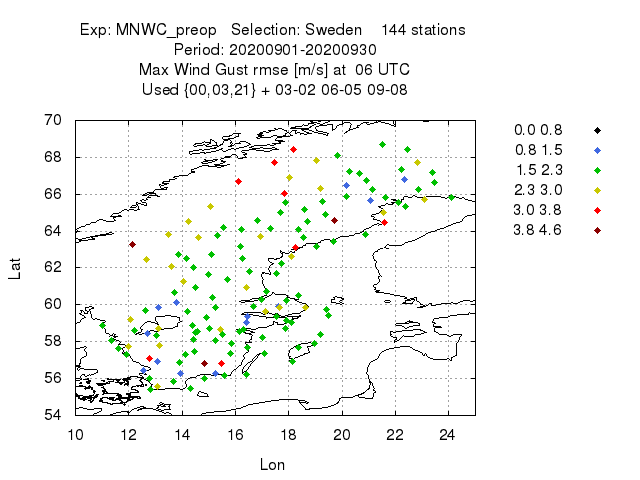 Exp: MNWC_preop Selection: Sweden 144 stations
Period: 20200901-20200930
Max Wind Gust rmse [m/s] at 06 UTC
Used {00,03,21} + 03-02 06-05 09-08
70
68
66
64
62
60
58
56
54
Lat
10 12 14 16 18 20 22 24
Lon
0.0 0.8
0.8 1.5
1.5 2.3
2.3 3.0
3.0 3.8
3.8 4.6